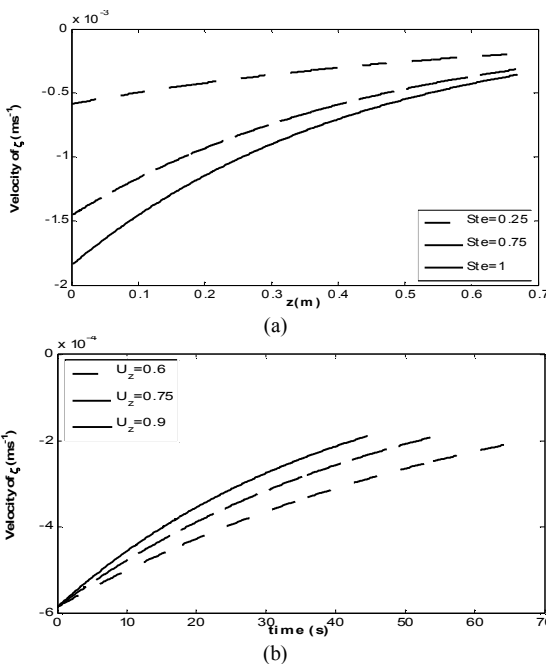 x 10⁻³
0
-0.5
-1
-1.5
-2
Velocity of ζ (ms⁻¹)
Ste=0.25
Ste=0.75
Ste=1
0 0.1 0.2 0.3 0.4 0.5 0.6 0.7
z(m)
(a)
x 10⁻⁴
0
-2
-4
-6
Velocity of ζ (ms⁻¹)
U_z=0.6
U_z=0.75
U_z=0.9
0 10 20 30 40 50 60 70
time (s)
(b)